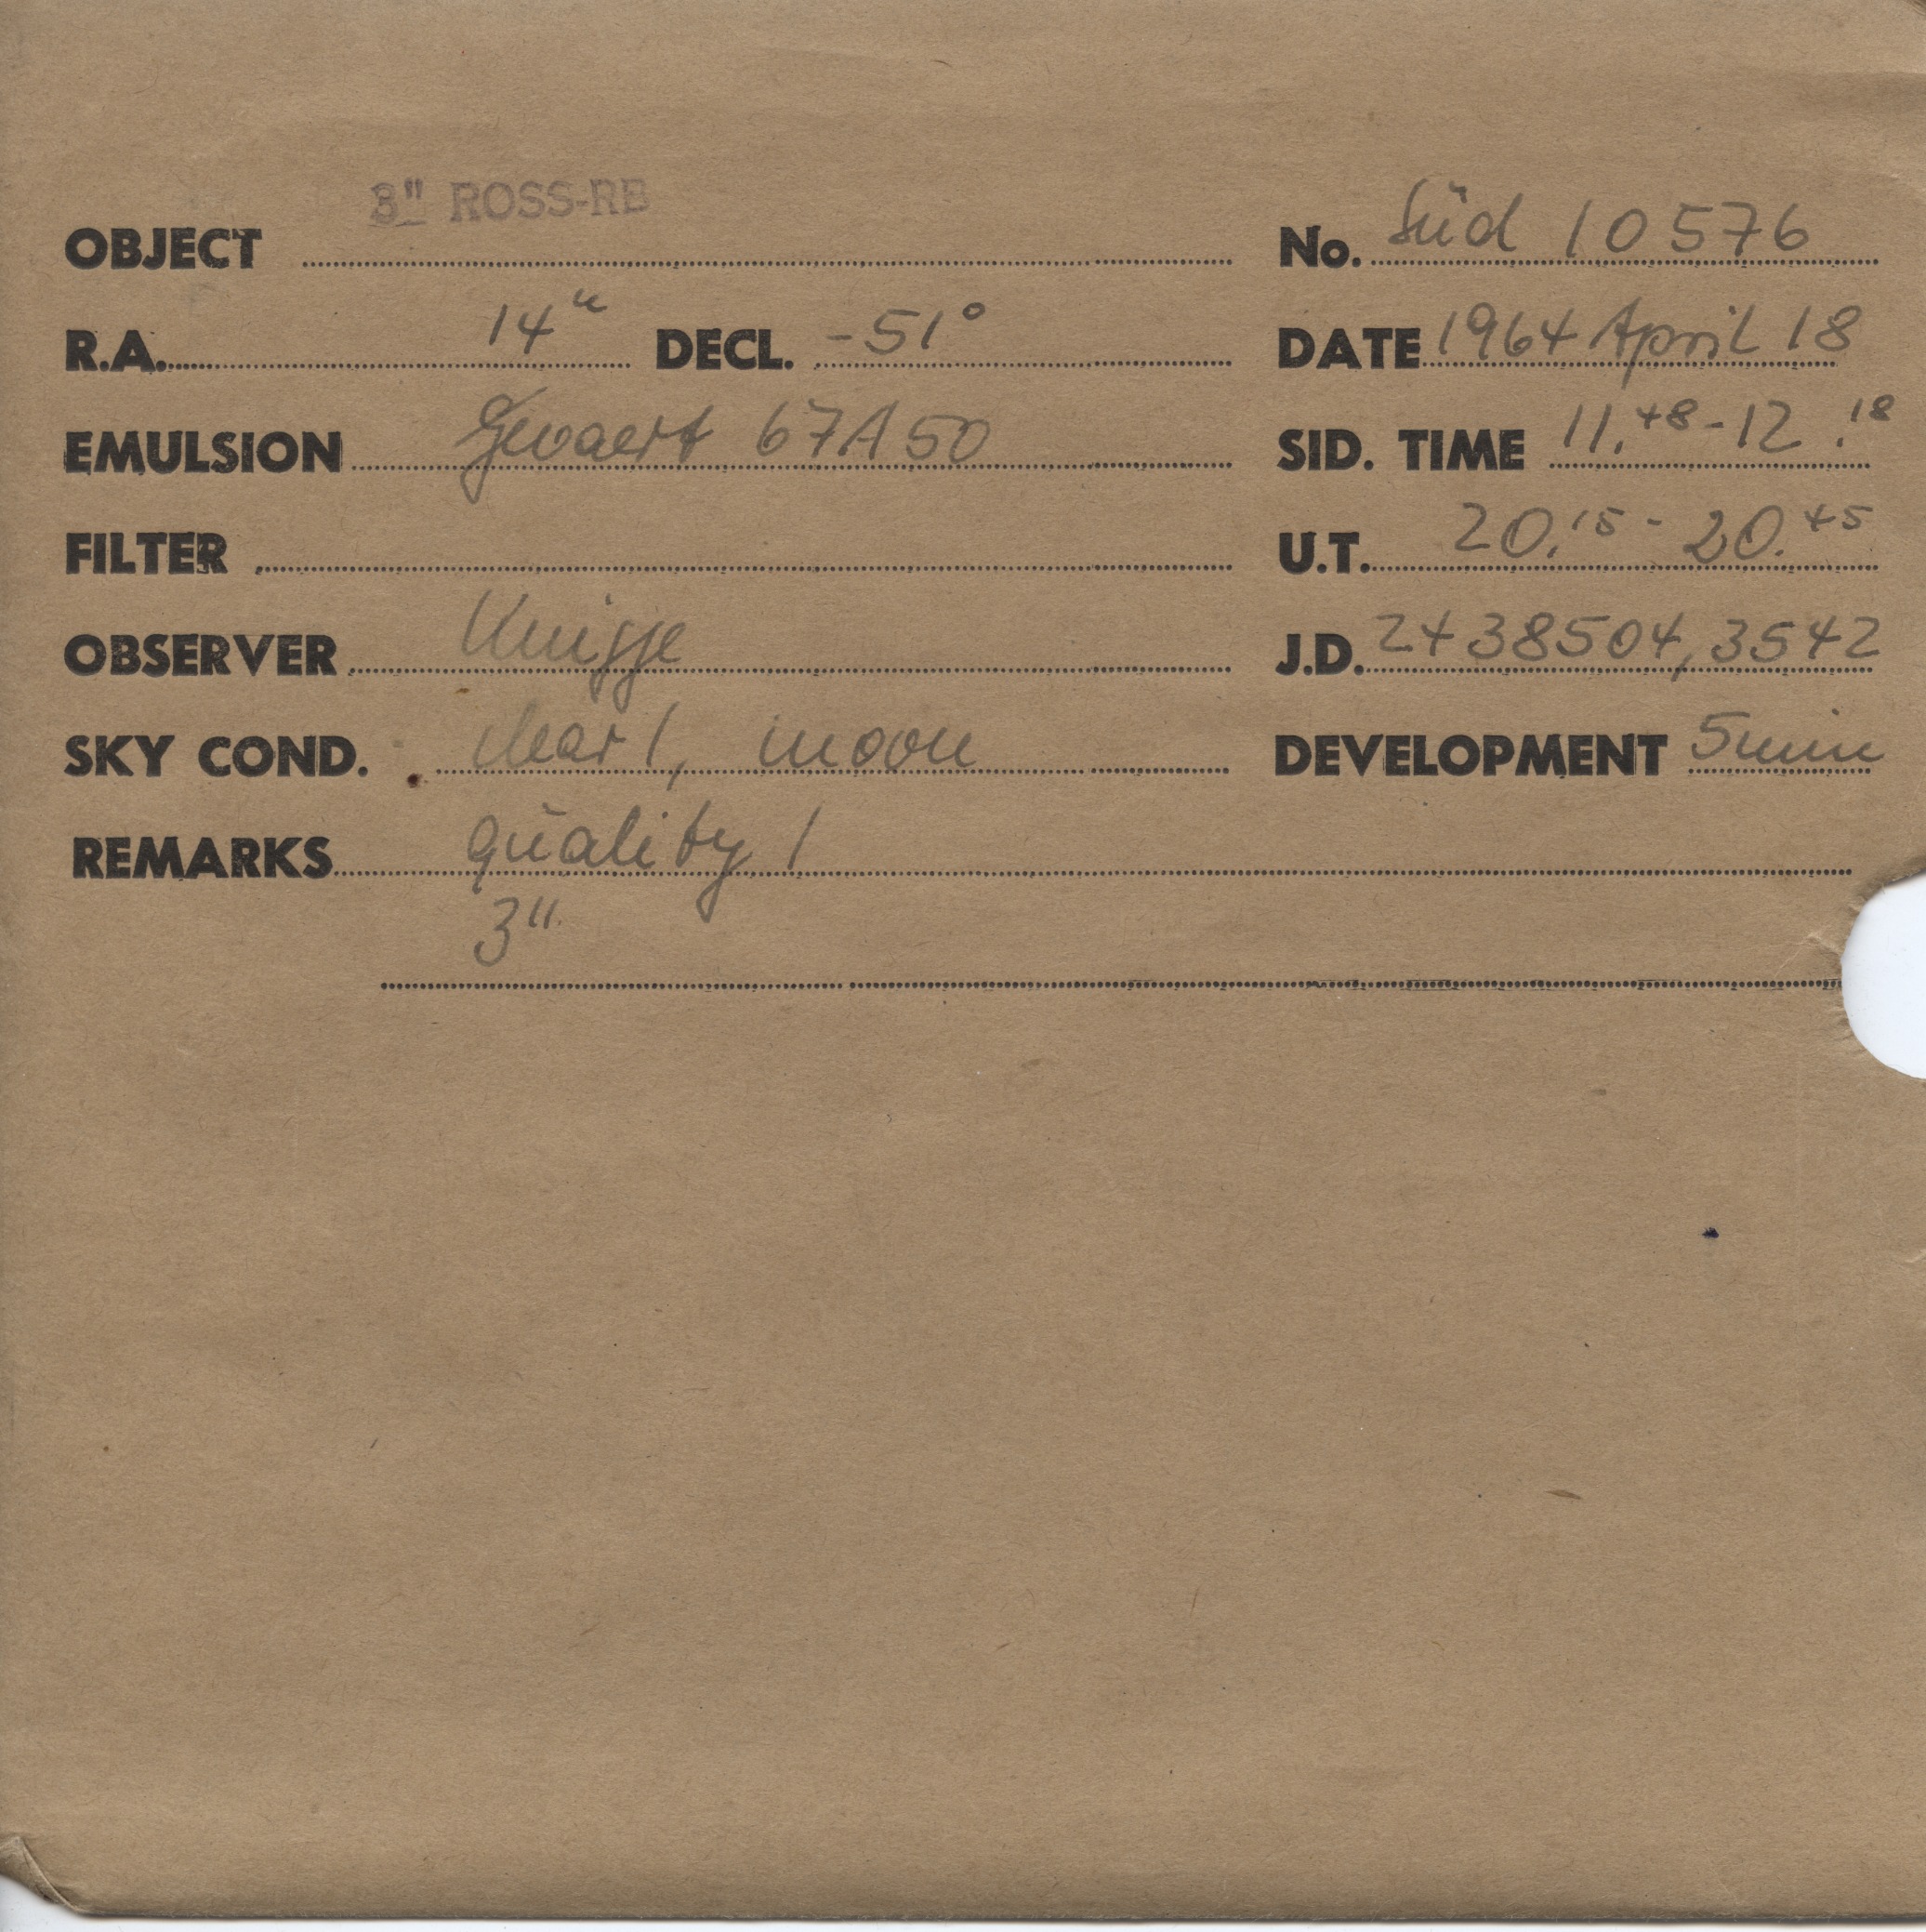 3" ROSS-RB
OBJECT No. Süd 10576
R.A. 14ʰ DECL. -51° DATE 1964 April 18
EMULSION Gevaert 67A50 SID. TIME 11.48-12.18
FILTER U.T. 20.15-20.45
OBSERVER Knigge J.D. 2438504,3542
SKY COND. clear 1, moon DEVELOPMENT 5min
REMARKS quality 1
3"